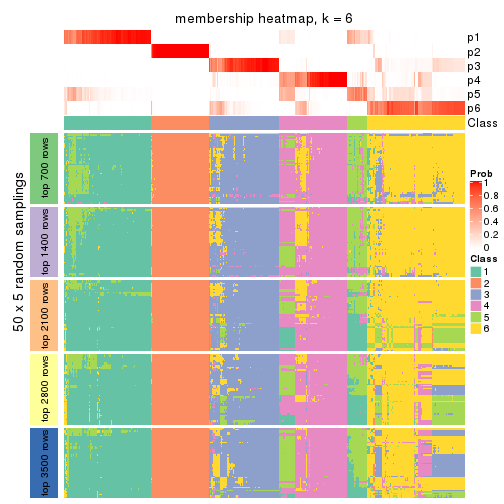 membership heatmap, k = 6
p1
p2
p3
p4
p5
p6
Class
50 x 5 random samplings
top 700 rows
top 1400 rows
top 2100 rows
top 2800 rows
top 3500 rows
Prob
1
0.8
0.6
0.4
0.2
0
Class
1
2
3
4
5
6